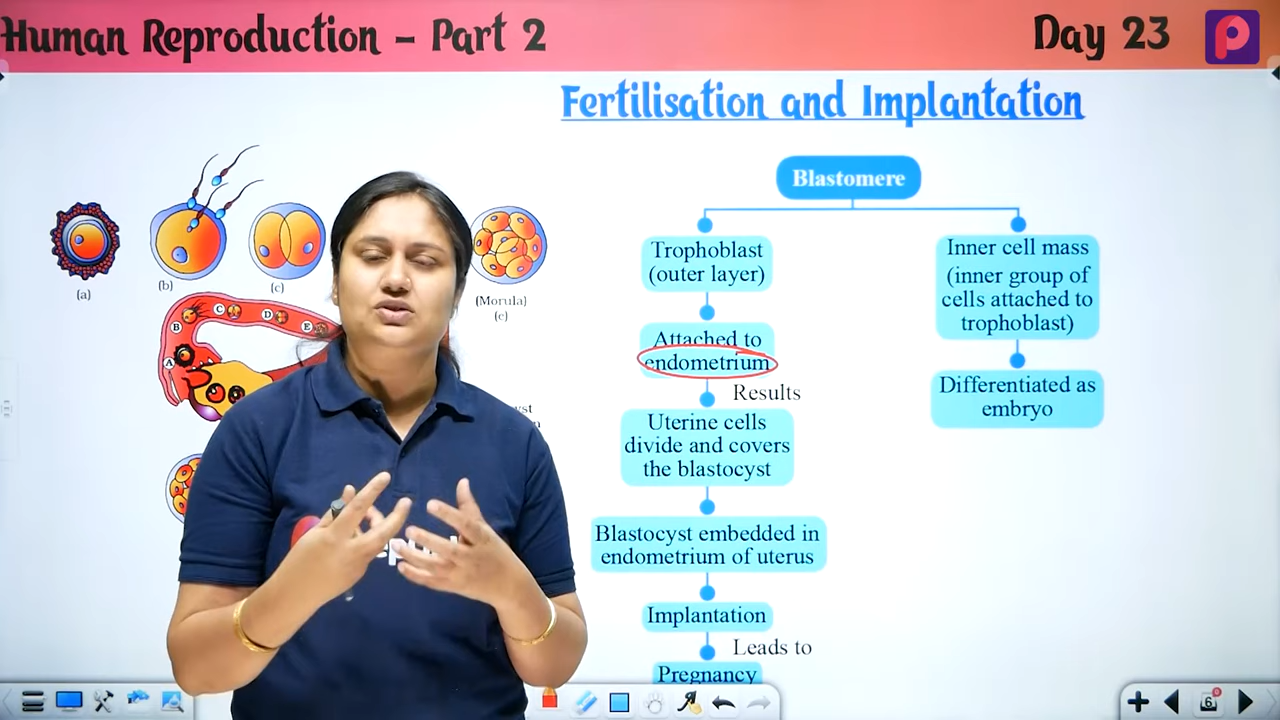 Human Reproduction – Part 2
Day 23
Fertilisation and Implantation
Blastomere
Trophoblast
(outer layer)
Attached to
endometrium
Results
Uterine cells
divide and covers
the blastocyst
Blastocyst embedded in
endometrium of uterus
Implantation
Leads to
Pregnancy
Inner cell mass
(inner group of
cells attached to
trophoblast)
Differentiated as
embryo
(a)
(b)
(c)
(Morula)
(c)
A
B
C
D
E
6